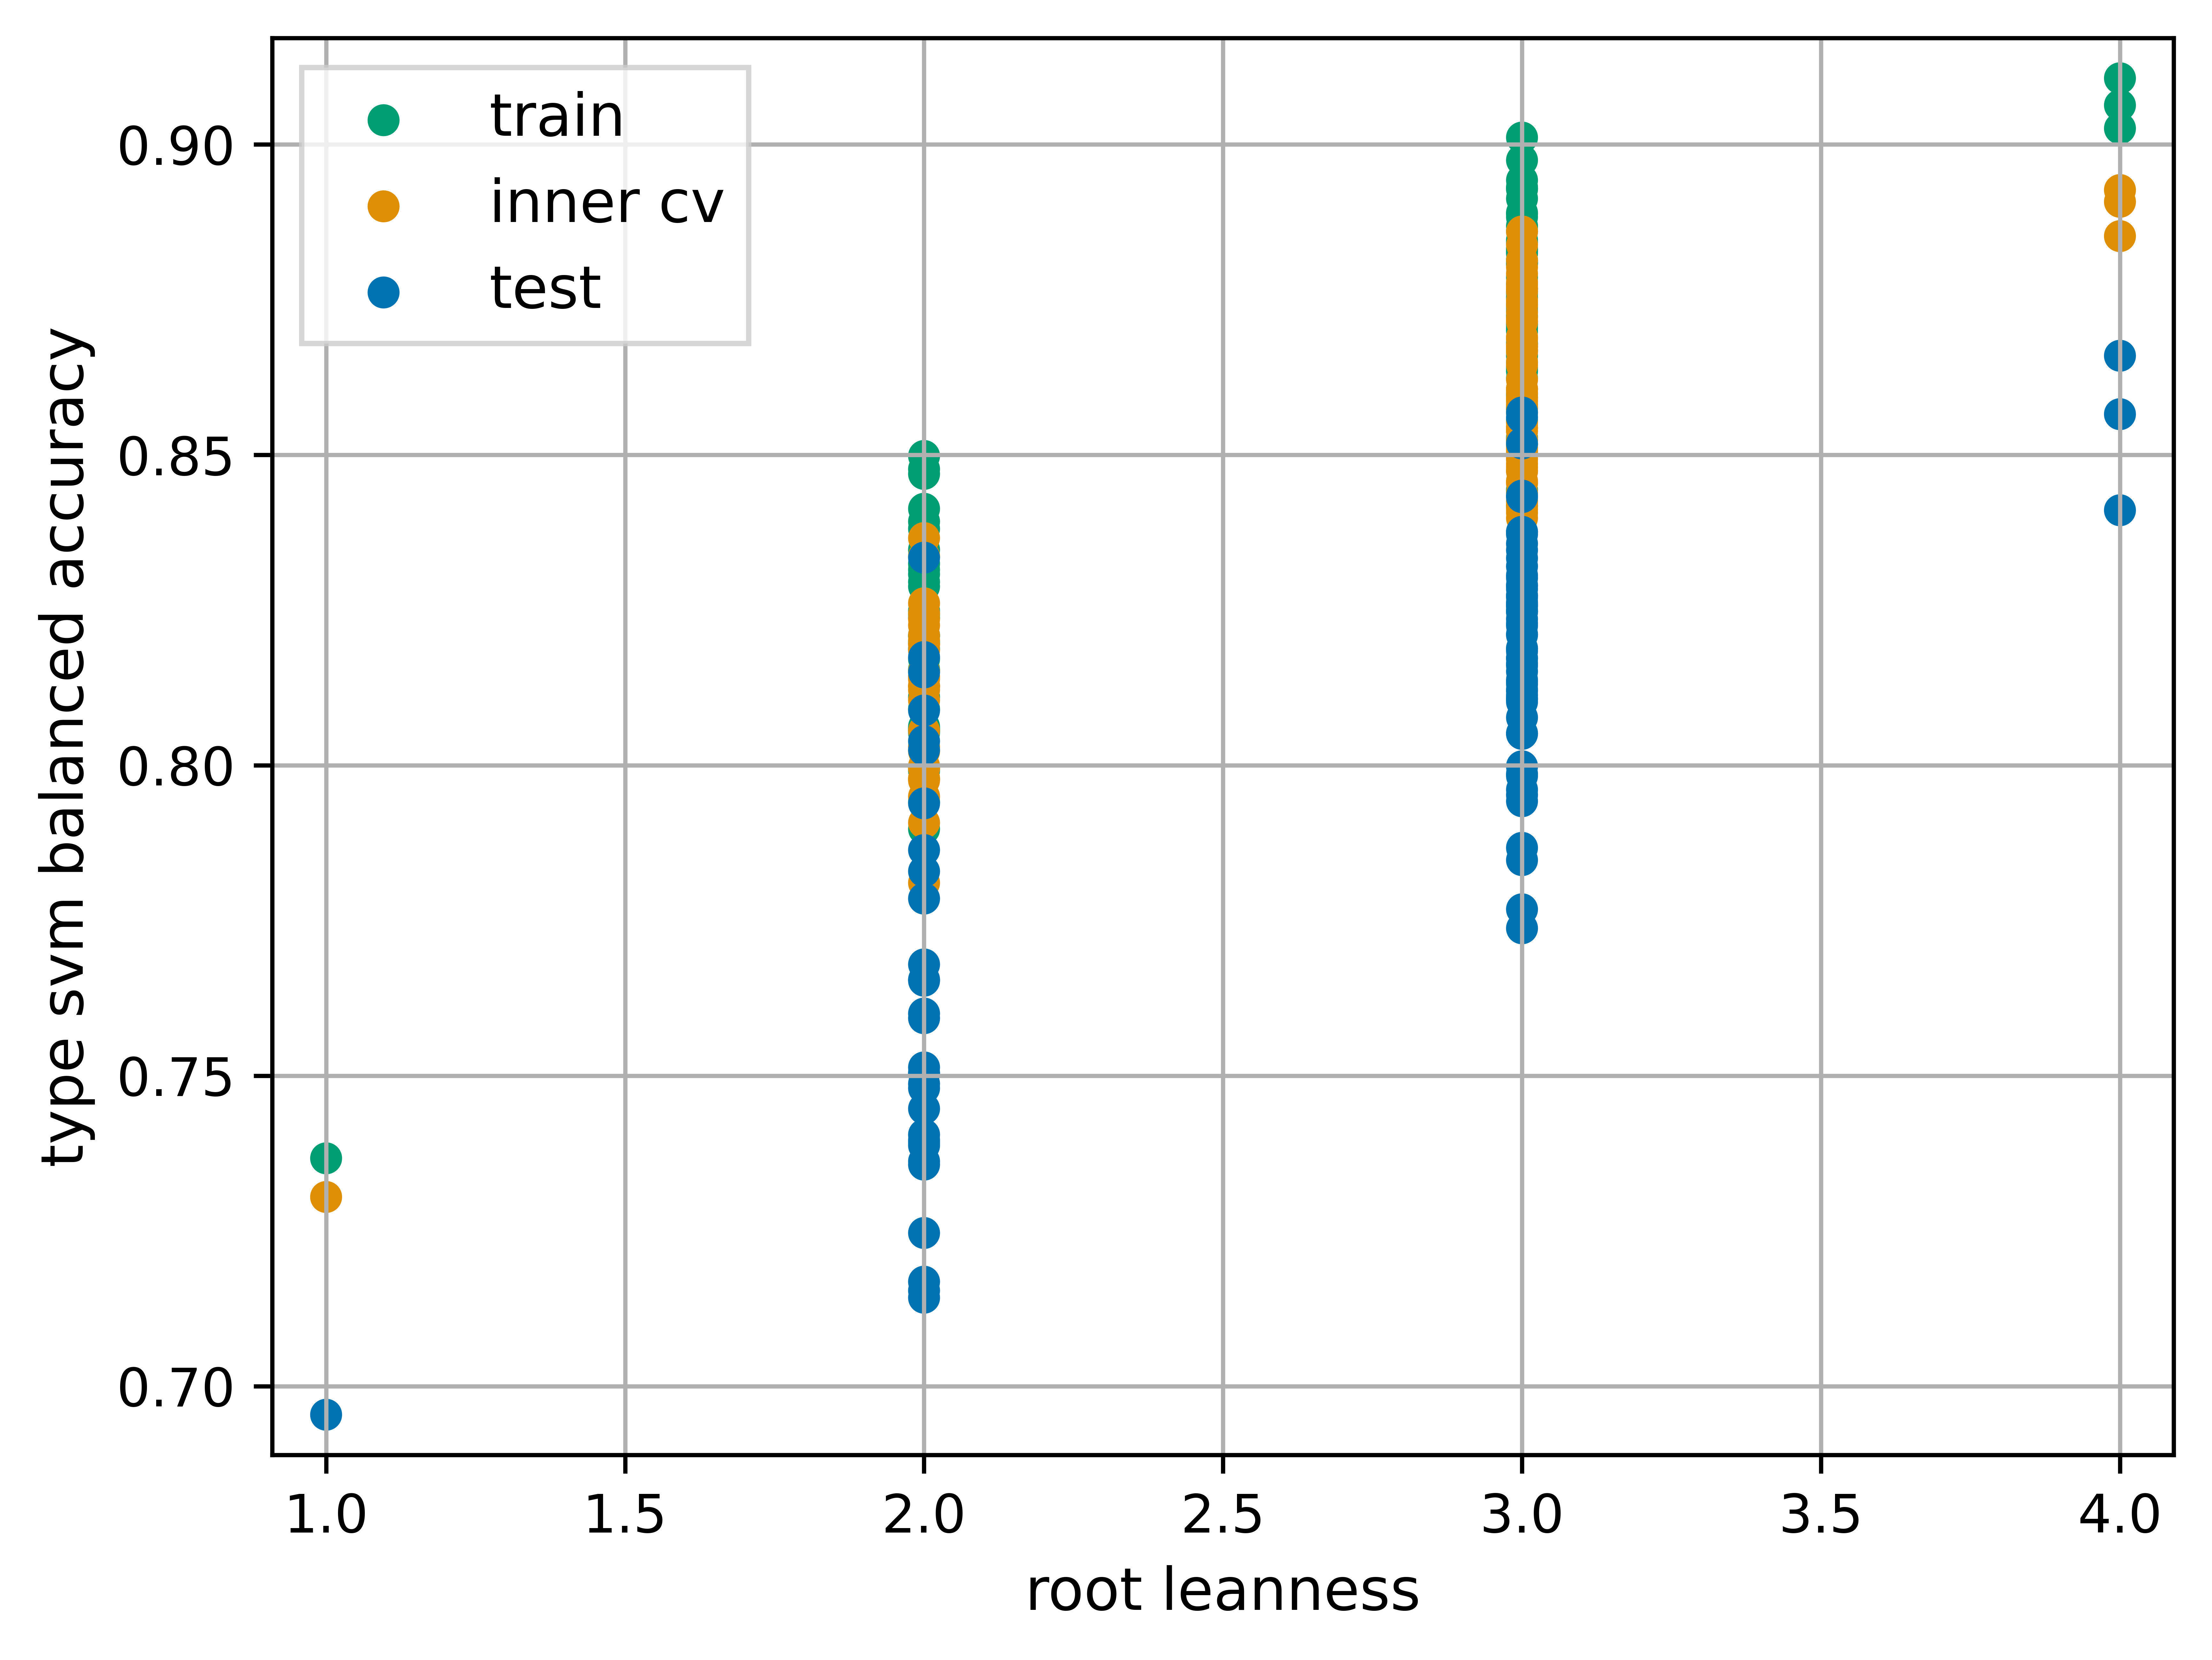 train
inner cv
test
0.90
0.85
0.80
0.75
0.70
type svm balanced accuracy
1.0 1.5 2.0 2.5 3.0 3.5 4.0
root leanness